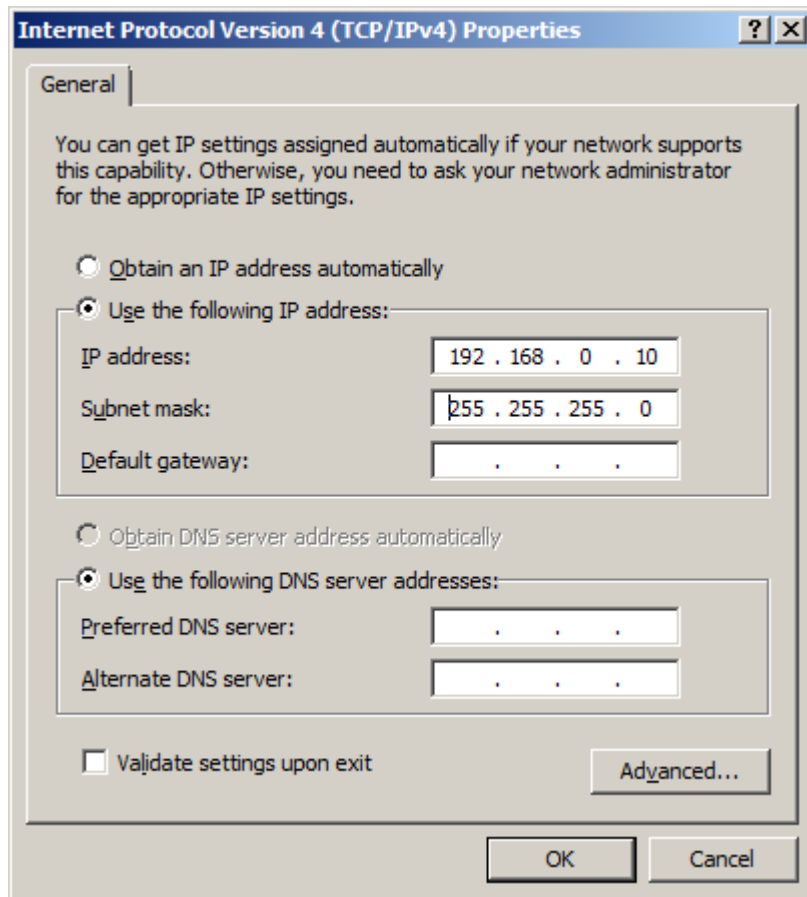 Internet Protocol Version 4 (TCP/IPv4) Properties
General
You can get IP settings assigned automatically if your network supports
this capability. Otherwise, you need to ask your network administrator
for the appropriate IP settings.
Obtain an IP address automatically
Use the following IP address:
IP address: 192 . 168 . 0 . 10
Subnet mask: 255 . 255 . 255 . 0
Default gateway: . . .
Obtain DNS server address automatically
Use the following DNS server addresses:
Preferred DNS server: . . .
Alternate DNS server: . . .
Validate settings upon exit
Advanced...
OK Cancel